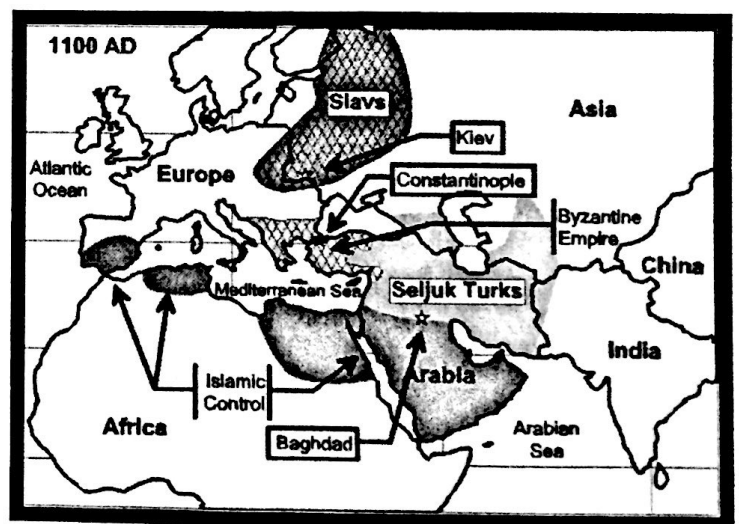 1100 AD
Slavs
Asia
Kiev
Atlantic
Ocean
Europe
Constantinople
Byzantine
Empire
China
Mediterranean Sea
Seljuk Turks
India
Islamic
Control
Arabia
Africa
Baghdad
Arabian
Sea